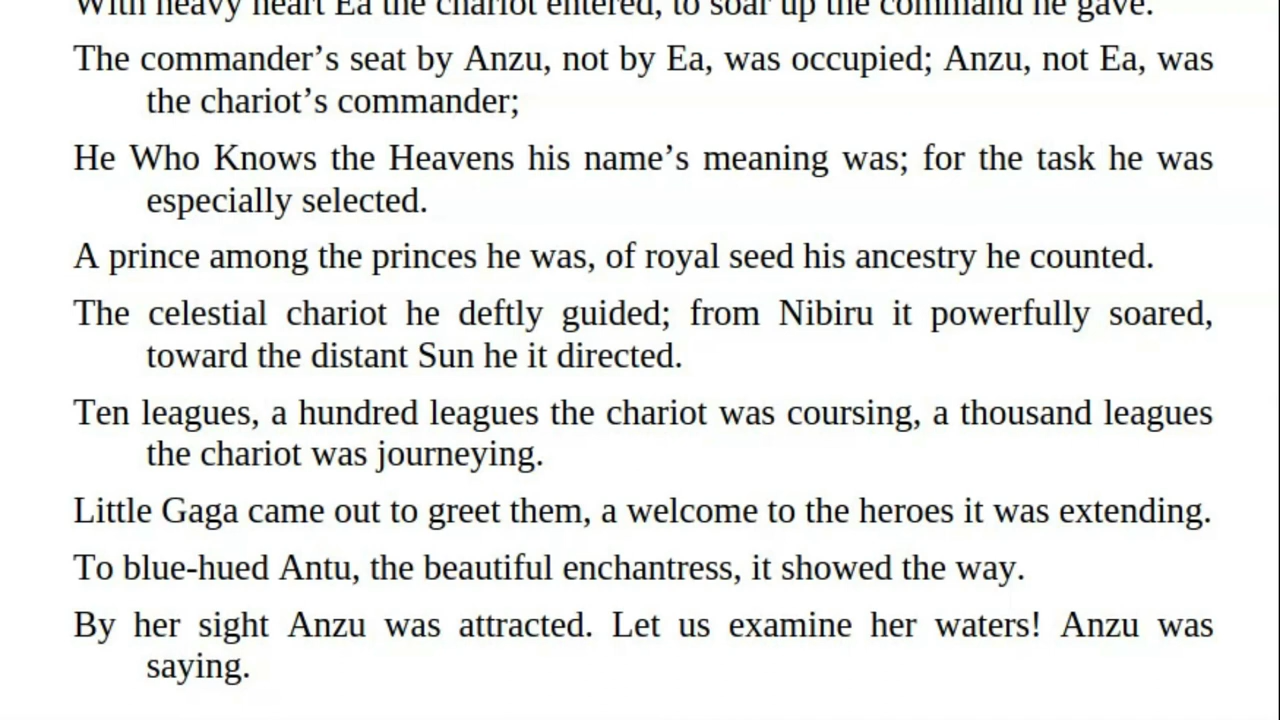 With heavy heart Ea the chariot entered, to soar up the command he gave.
The commander’s seat by Anzu, not by Ea, was occupied; Anzu, not Ea, was
the chariot’s commander;
He Who Knows the Heavens his name’s meaning was; for the task he was
especially selected.
A prince among the princes he was, of royal seed his ancestry he counted.
The celestial chariot he deftly guided; from Nibiru it powerfully soared,
toward the distant Sun he it directed.
Ten leagues, a hundred leagues the chariot was coursing, a thousand leagues
the chariot was journeying.
Little Gaga came out to greet them, a welcome to the heroes it was extending.
To blue-hued Antu, the beautiful enchantress, it showed the way.
By her sight Anzu was attracted. Let us examine her waters! Anzu was
saying.